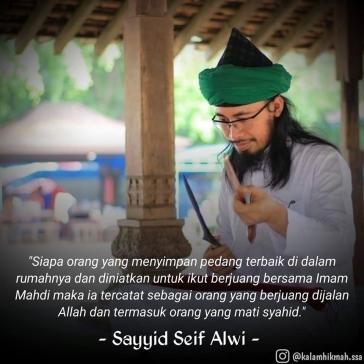 "Siapa orang yang menyimpan pedang terbaik di dalam
rumahnya dan diniatkan untuk ikut berjuang bersama Imam
Mahdi maka ia tercatat sebagai orang yang berjuang dijalan
Allah dan termasuk orang yang mati syahid."
- Sayyid Seif Alwi -
@kalamhikmah.ssa